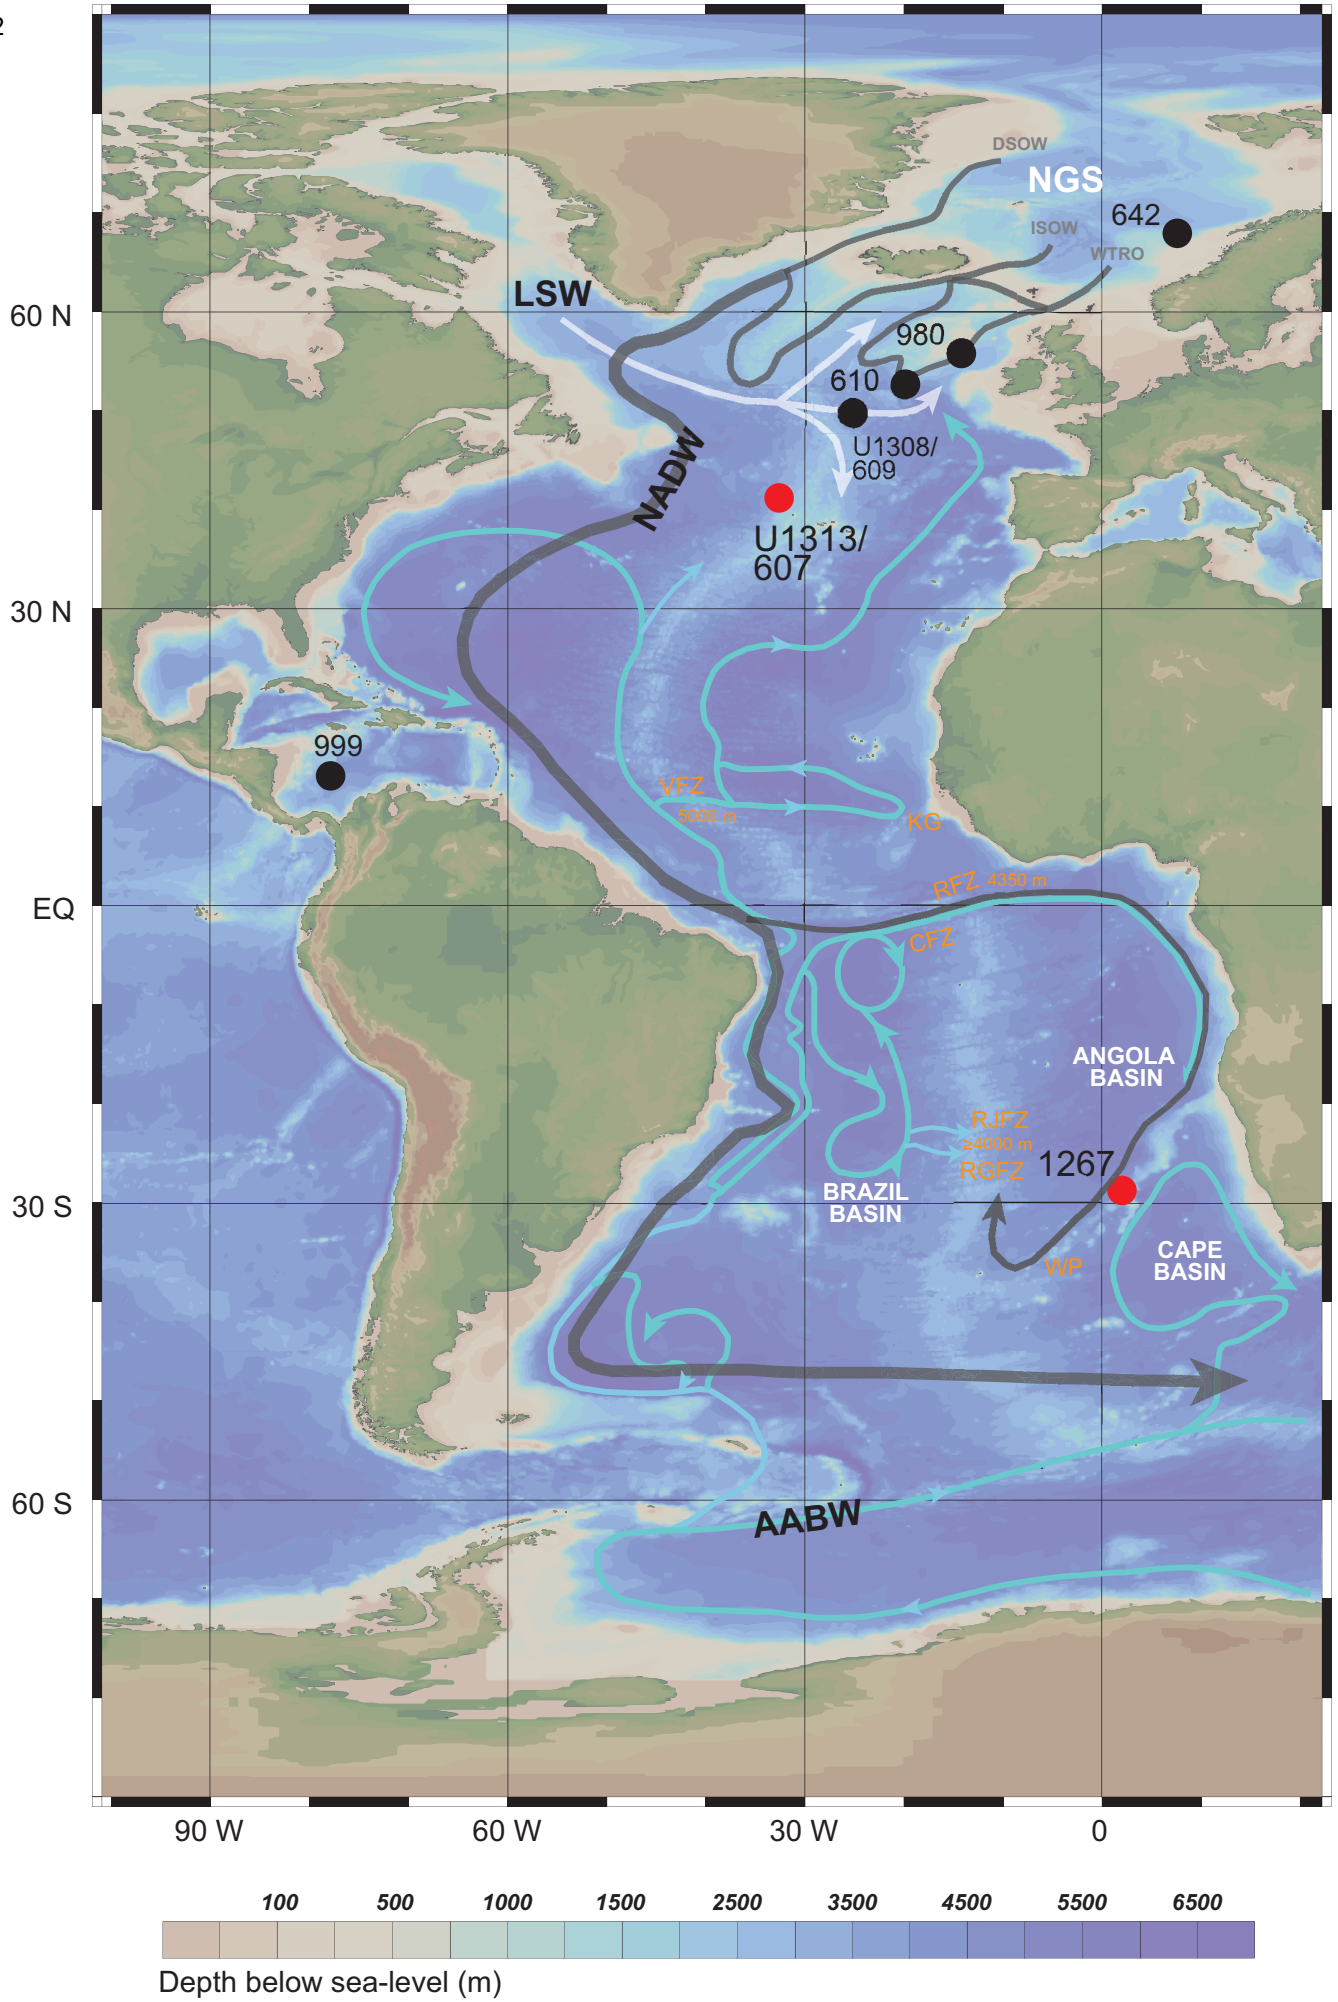 2
DSOW
NGS
642
ISOW
WTRO
LSW
60 N
980
610
U1308/
609
NADW
U1313/
607
30 N
999
VFZ
5000 m
KG
RFZ 4350 m
EQ
CFZ
ANGOLA
BASIN
RJFZ
≥4000 m
RGFZ
1267
BRAZIL
BASIN
30 S
CAPE
BASIN
WP
60 S
AABW
90 W
60 W
30 W
0
100
500
1000
1500
2500
3500
4500
5500
6500
Depth below sea-level (m)